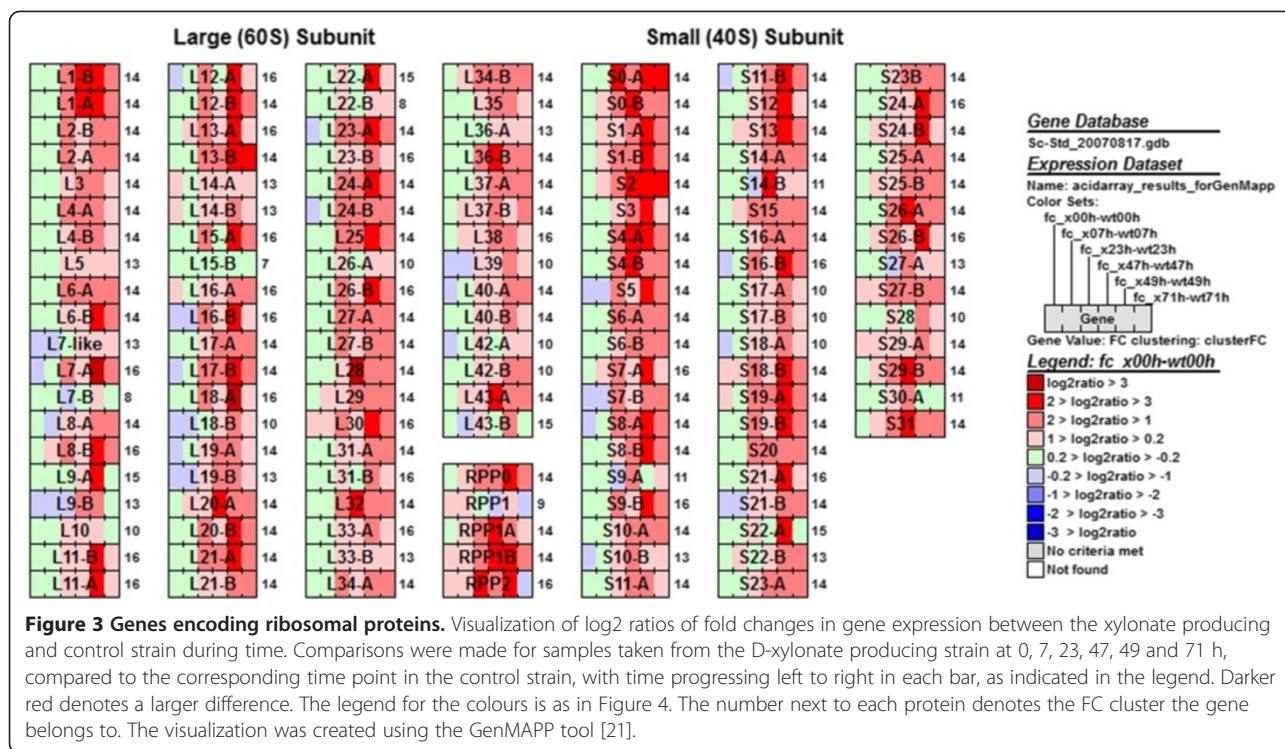 Large (60S) Subunit
Small (40S) Subunit
L1-B 14
L1-A 14
L2-B 14
L2-A 14
L3 14
L4-A 14
L4-B 14
L5 13
L6-A 14
L6-B 14
L7-like 13
L7-A 16
L7-B 8
L8-A 14
L8-B 16
L9-A 15
L9-B 13
L10 10
L11-B 16
L11-A 16
L12-A 16
L12-B 14
L13-A 16
L13-B 14
L14-A 13
L14-B 13
L15-A 16
L15-B 7
L16-A 16
L16-B 16
L17-A 14
L17-B 14
L18-A 16
L18-B 10
L19-A 14
L19-B 13
L20-A 14
L20-B 14
L21-A 14
L21-B 14
L22-A 15
L22-B 8
L23-A 14
L23-B 16
L24-A 14
L24-B 14
L25 14
L26-A 10
L26-B 16
L27-A 14
L27-B 14
L28 14
L29 14
L30 16
L31-A 14
L31-B 16
L32 14
L33-A 16
L33-B 14
L34-A 14
L34-B 14
L35 14
L36-A 13
L36-B 14
L37-A 14
L37-B 14
L38 16
L39 10
L40-A 14
L40-B 14
L42-A 10
L42-B 10
L43-A 14
L43-B 15
RPP0 14
RPP1 9
RPP1A 14
RPP1B 14
RPP2 16
S0-A 14
S0-B 14
S1-A 14
S1-B 14
S2 14
S3 14
S4-A 14
S4-B 14
S5 14
S6-A 14
S6-B 14
S7-A 16
S7-B 14
S8-A 14
S8-B 14
S9-A 11
S9-B 16
S10-A 14
S10-B 13
S11-A 14
S11-B 14
S12 14
S13 14
S14-A 14
S14-B 11
S15 14
S16-A 14
S16-B 16
S17-A 10
S17-B 10
S18-A 10
S18-B 14
S19-A 14
S19-B 14
S20 14
S21-A 16
S21-B 14
S22-A 15
S22-B 13
S23-A 14
S23B 14
S24-A 16
S24-B 14
S25-A 14
S25-B 14
S26-A 14
S26-B 16
S27-A 13
S27-B 14
S28 10
S29-A 14
S29-B 14
S30-A 11
S31 14
Gene Database
Sc-Std_20070817.gdb
Expression Dataset
Name: acidarray_results_forGenMapp
Color Sets:
fc_x00h-wt00h
fc_x07h-wt07h
fc_x23h-wt23h
fc_x47h-wt47h
fc_x49h-wt49h
fc_x71h-wt71h
Gene
Gene Value: FC clustering: clusterFC
Legend: fc_x00h-wt00h
log2ratio > 3
2 > log2ratio > 3
2 > log2ratio > 1
1 > log2ratio > 0.2
0.2 > log2ratio > -0.2
-0.2 > log2ratio > -1
-1 > log2ratio > -2
-2 > log2ratio > -3
-3 > log2ratio
No criteria met
Not found
Figure 3 Genes encoding ribosomal proteins. Visualization of log2 ratios of fold changes in gene expression between the xylonate producing
and control strain during time. Comparisons were made for samples taken from the D-xylonate producing strain at 0, 7, 23, 47, 49 and 71 h,
compared to the corresponding time point in the control strain, with time progressing left to right in each bar, as indicated in the legend. Darker
red denotes a larger difference. The legend for the colours is as in Figure 4. The number next to each protein denotes the FC cluster the gene
belongs to. The visualization was created using the GenMAPP tool [21].